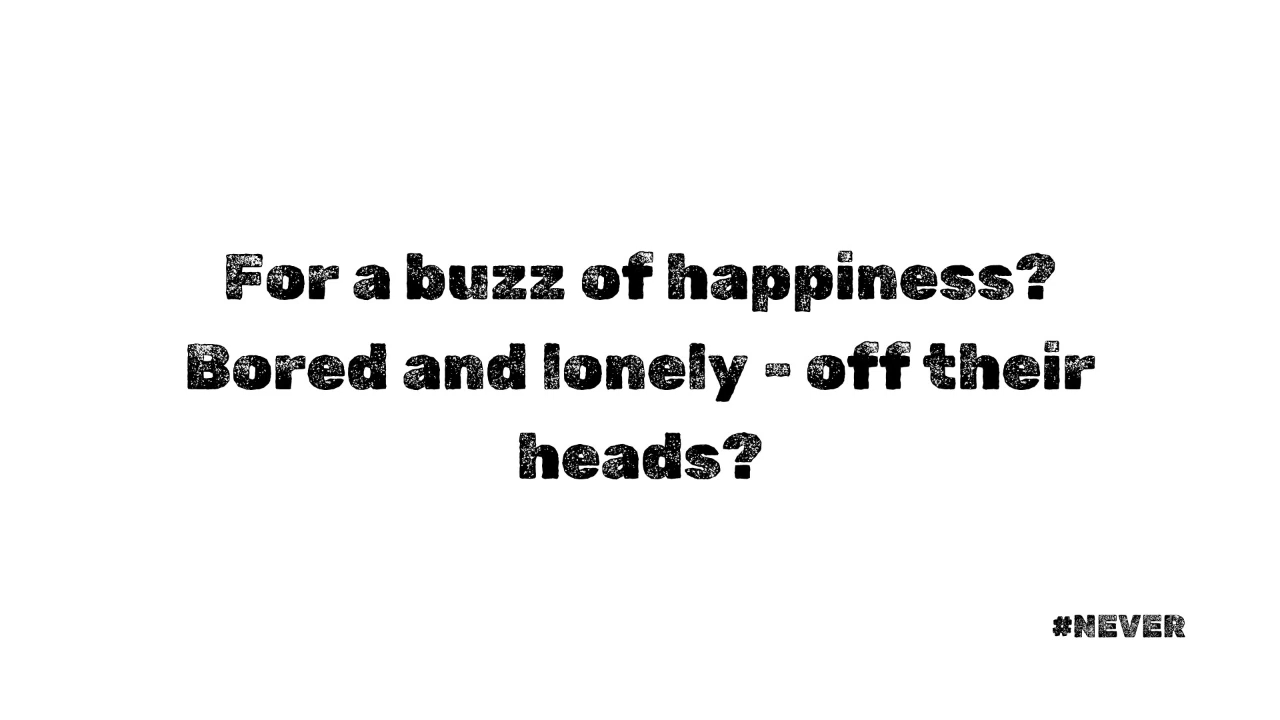 For a buzz of happiness?
Bored and lonely - off their
heads?
#NEVER